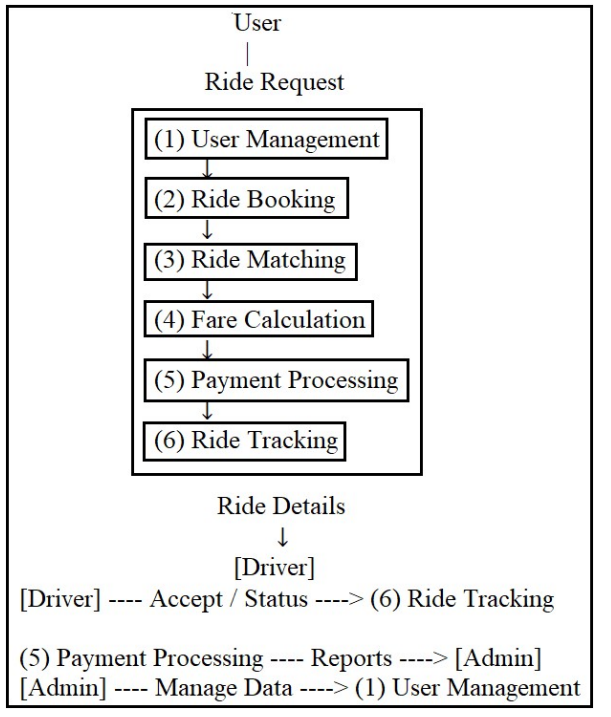 User
|
Ride Request
(1) User Management
↓
(2) Ride Booking
↓
(3) Ride Matching
↓
(4) Fare Calculation
↓
(5) Payment Processing
↓
(6) Ride Tracking
Ride Details
↓
[Driver]
[Driver] ---- Accept / Status ----> (6) Ride Tracking
(5) Payment Processing ---- Reports ----> [Admin]
[Admin] ---- Manage Data ----> (1) User Management